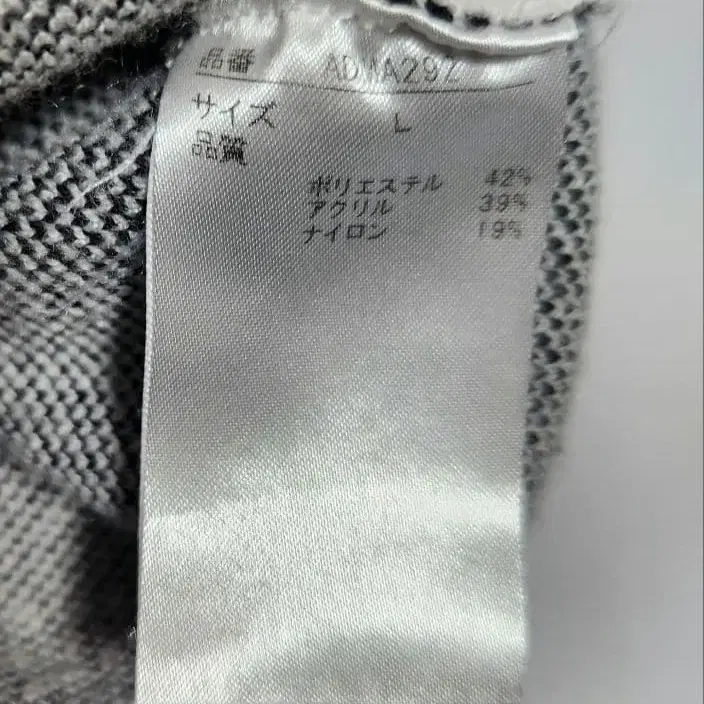 品番 ADMA292
サイズ L
品質
ポリエステル 42%
アクリル 39%
ナイロン 19%